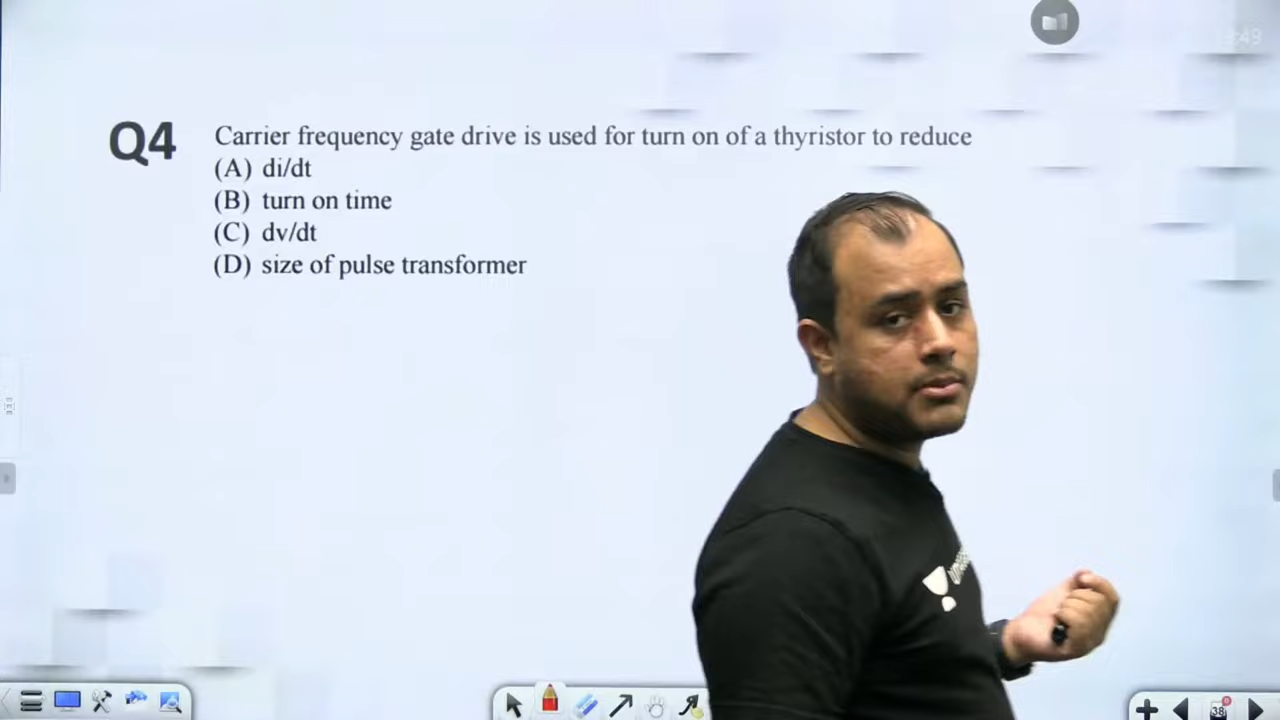 Q4 Carrier frequency gate drive is used for turn on of a thyristor to reduce
(A) di/dt
(B) turn on time
(C) dv/dt
(D) size of pulse transformer
38